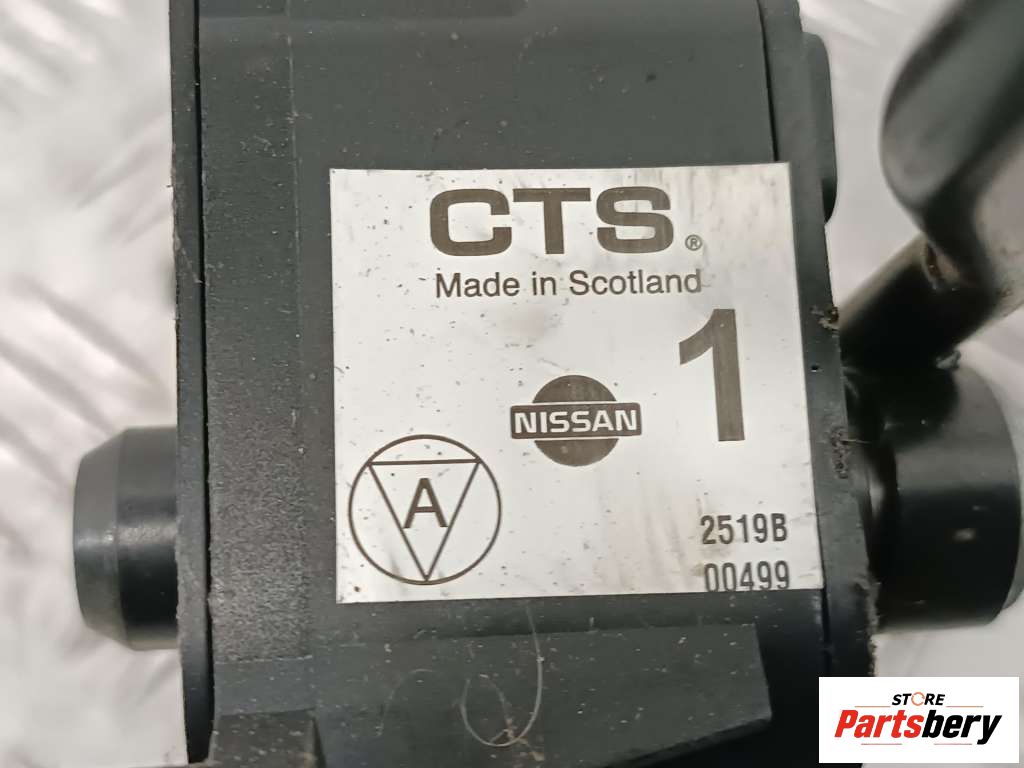 CTS®
Made in Scotland
1
NISSAN
A
2519B
00499
STORE
Partsbery